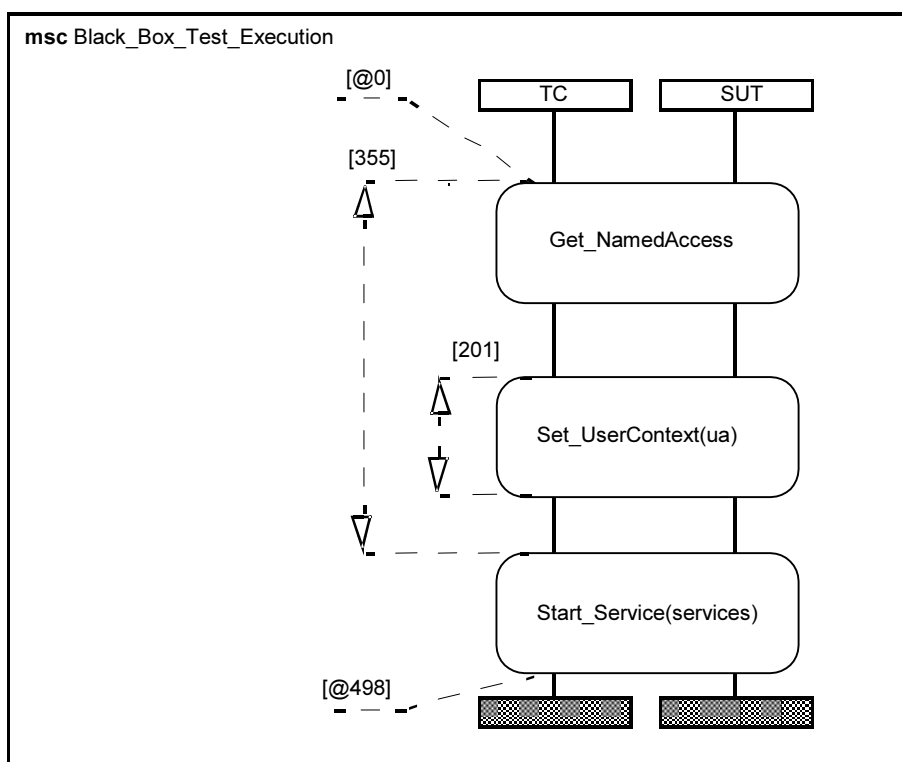 msc Black_Box_Test_Execution
[@0]
TC
SUT
[355]
Get_NamedAccess
[201]
Set_UserContext(ua)
Start_Service(services)
[@498]